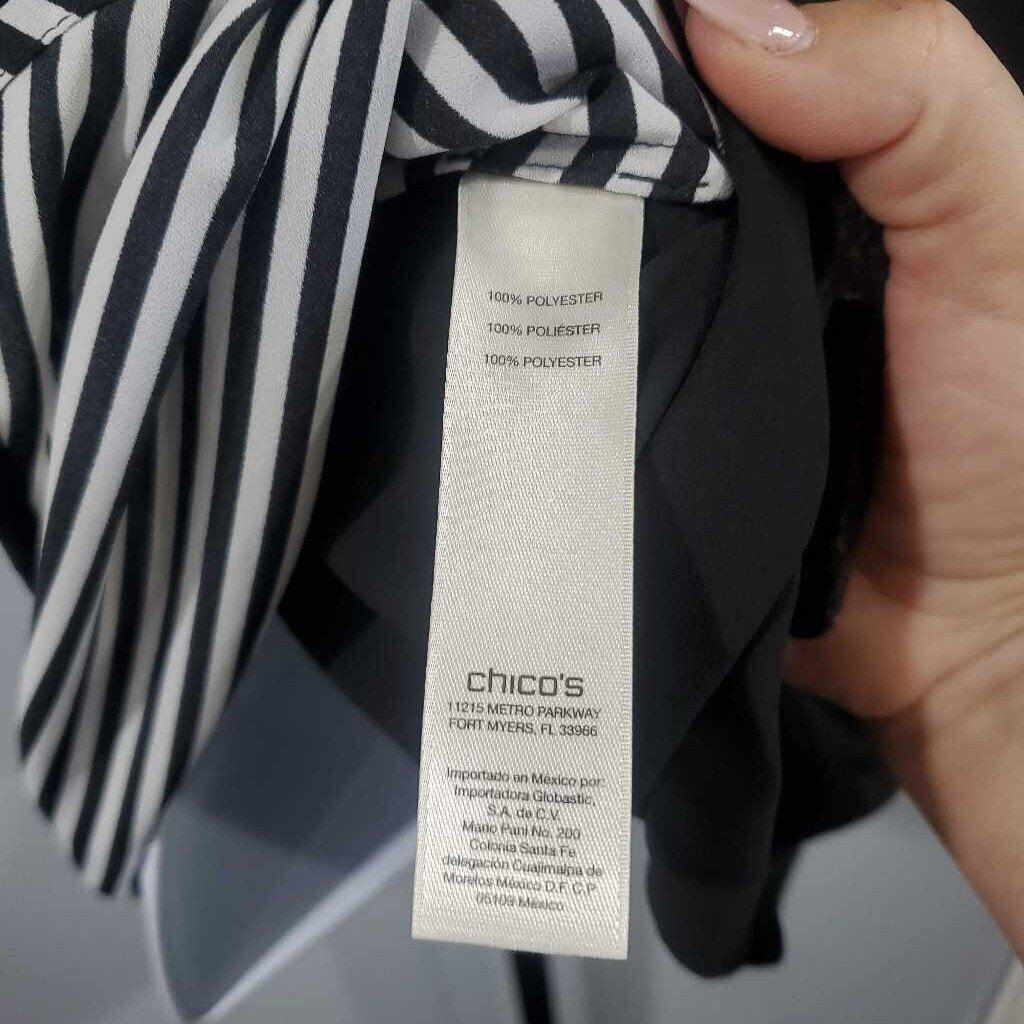 100% POLYESTER
100% POLIÉSTER
100% POLYESTER
chico's
11215 METRO PARKWAY
FORT MYERS, FL 33966
Importado en México por:
Importadora Globastic,
S.A. de C.V.
Mario Pani No. 200
Colonia Santa Fe
delegación Cuajimalpa de
Morelos México D.F. C.P.
05109 México